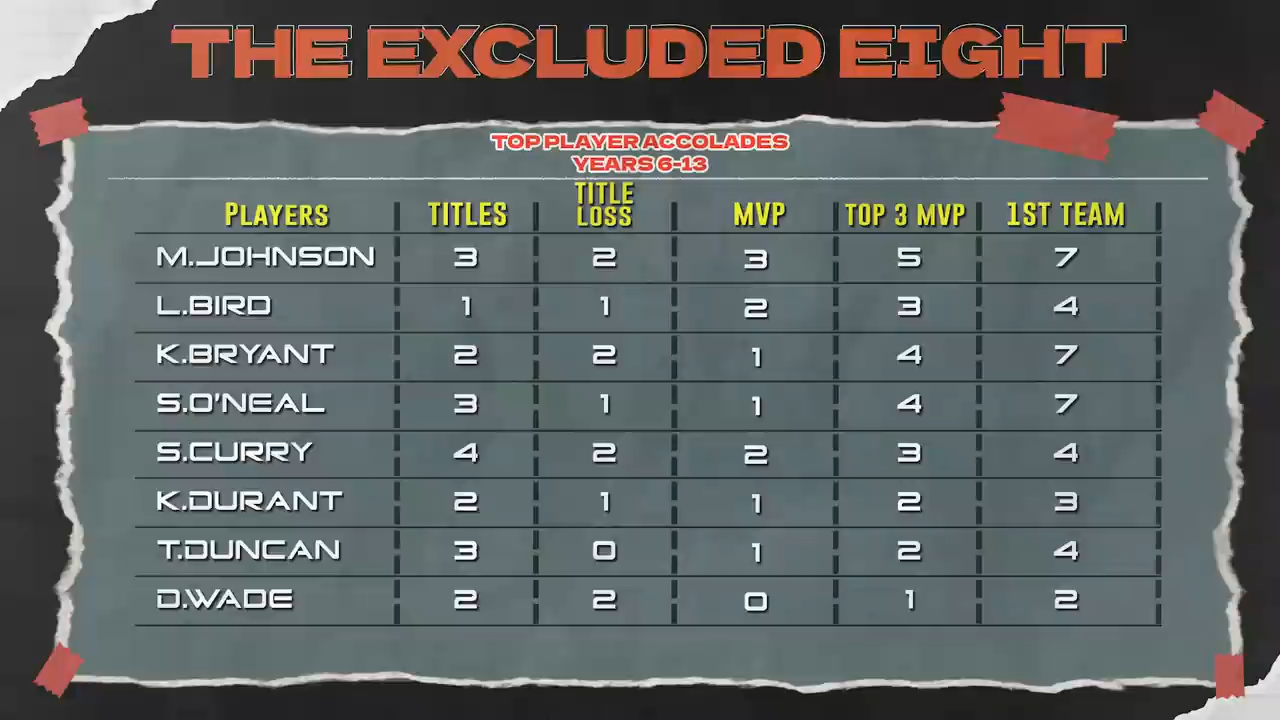 THE EXCLUDED EIGHT
TOP PLAYER ACCOLADES
YEARS 6-13
PLAYERS TITLES TITLE LOSS MVP TOP 3 MVP 1ST TEAM
M.JOHNSON 3 2 3 5 7
L.BIRD 1 1 2 3 4
K.BRYANT 2 2 1 4 7
S.O'NEAL 3 1 1 4 7
S.CURRY 4 2 2 3 4
K.DURANT 2 1 1 2 3
T.DUNCAN 3 0 1 2 4
D.WADE 2 2 0 1 2